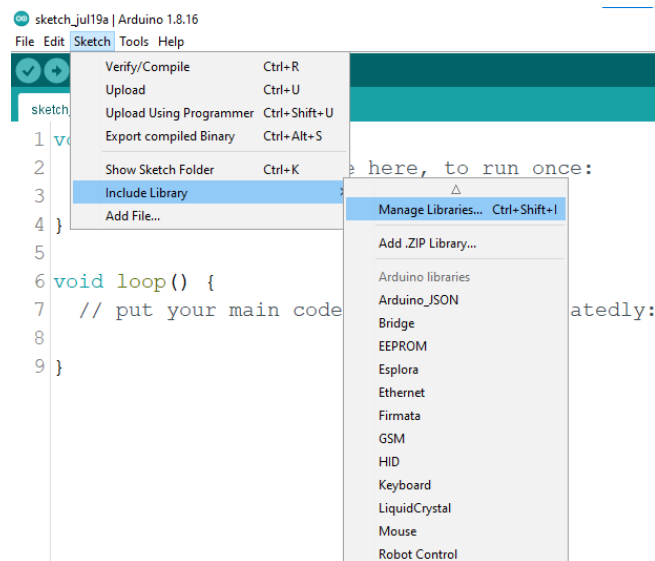 sketch_jul19a | Arduino 1.8.16
File Edit Sketch Tools Help
Verify/Compile Ctrl+R
Upload Ctrl+U
Upload Using Programmer Ctrl+Shift+U
Export compiled Binary Ctrl+Alt+S
Show Sketch Folder Ctrl+K
Include Library
Add File...
Manage Libraries... Ctrl+Shift+I
Add .ZIP Library...
Arduino libraries
Arduino_JSON
Bridge
EEPROM
Esplora
Ethernet
Firmata
GSM
HID
Keyboard
LiquidCrystal
Mouse
Robot Control
sketch
1 vo
2 e here, to run once:
3
4 }
5
6 void loop() {
7 // put your main code atedly:
8
9 }